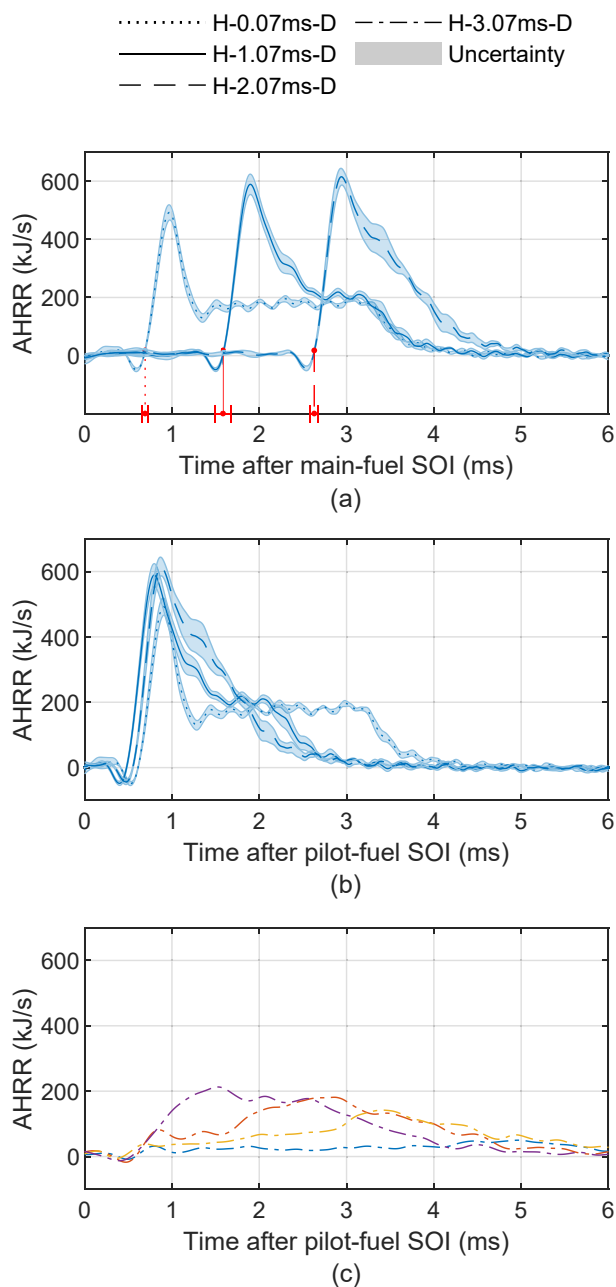 H-0.07ms-D
H-3.07ms-D
H-1.07ms-D
Uncertainty
H-2.07ms-D
600
400
200
0
AHRR (kJ/s)
0 1 2 3 4 5 6
Time after main-fuel SOI (ms)
(a)
600
400
200
0
AHRR (kJ/s)
0 1 2 3 4 5 6
Time after pilot-fuel SOI (ms)
(b)
600
400
200
0
AHRR (kJ/s)
0 1 2 3 4 5 6
Time after pilot-fuel SOI (ms)
(c)